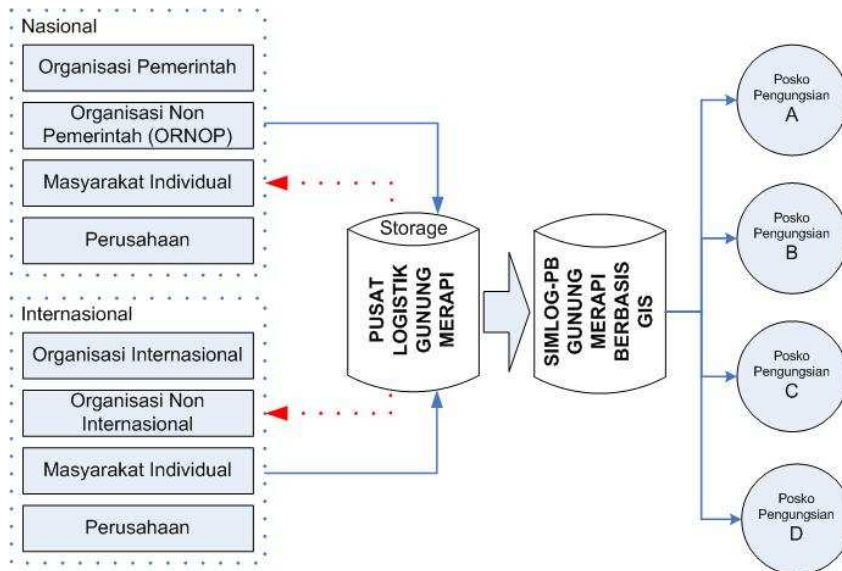 Nasional
Organisasi Pemerintah
Organisasi Non
Pemerintah (ORNOP)
Masyarakat Individual
Perusahaan
Internasional
Organisasi Internasional
Organisasi Non
Internasional
Masyarakat Individual
Perusahaan
Storage
PUSAT
LOGISTIK
GUNUNG
MERAPI
SIMLOG-PB
GUNUNG
MERAPI
BERBASIS
GIS
Posko
Pengungsian
A
Posko
Pengungsian
B
Posko
Pengungsian
C
Posko
Pengungsian
D